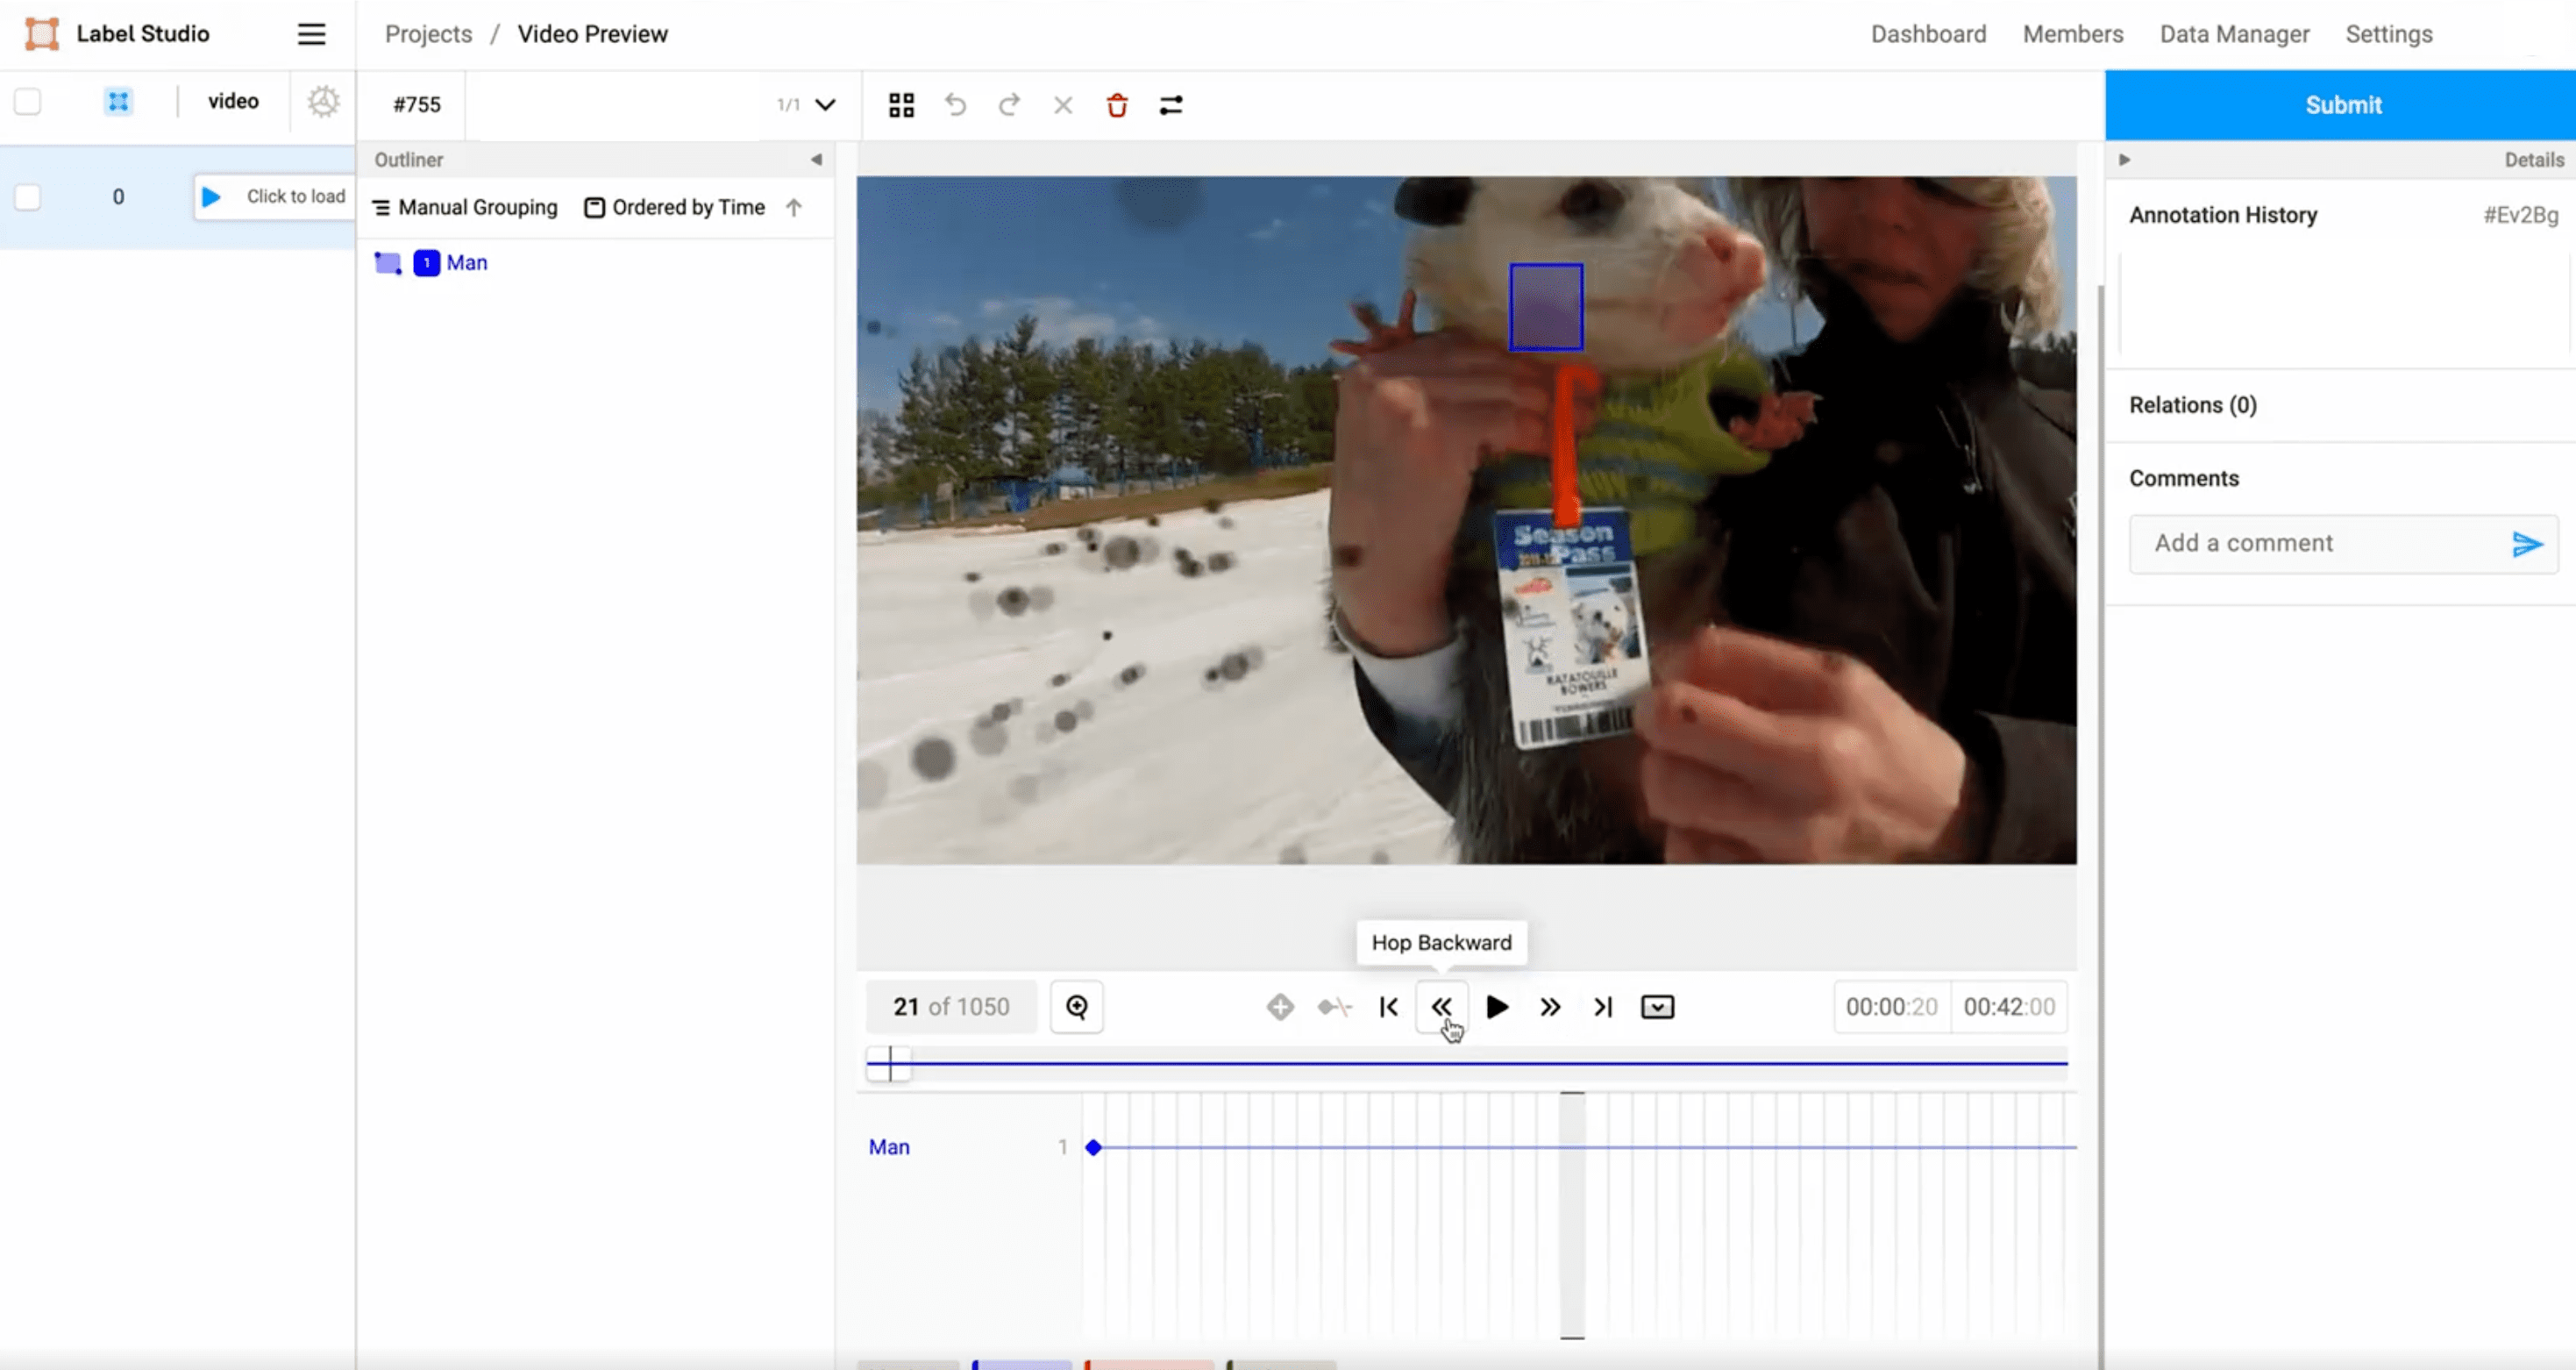 Label Studio
Projects / Video Preview
Dashboard Members Data Manager Settings
video
#755
1/1
Submit
Outliner
Details
0
Click to load
Manual Grouping
Ordered by Time
Annotation History #Ev2Bg
1 Man
Relations (0)
Comments
Add a comment
Season
Pass
RATATOUILLE
BOWERS
Hop Backward
21 of 1050
00:00:20 00:42:00
Man 1